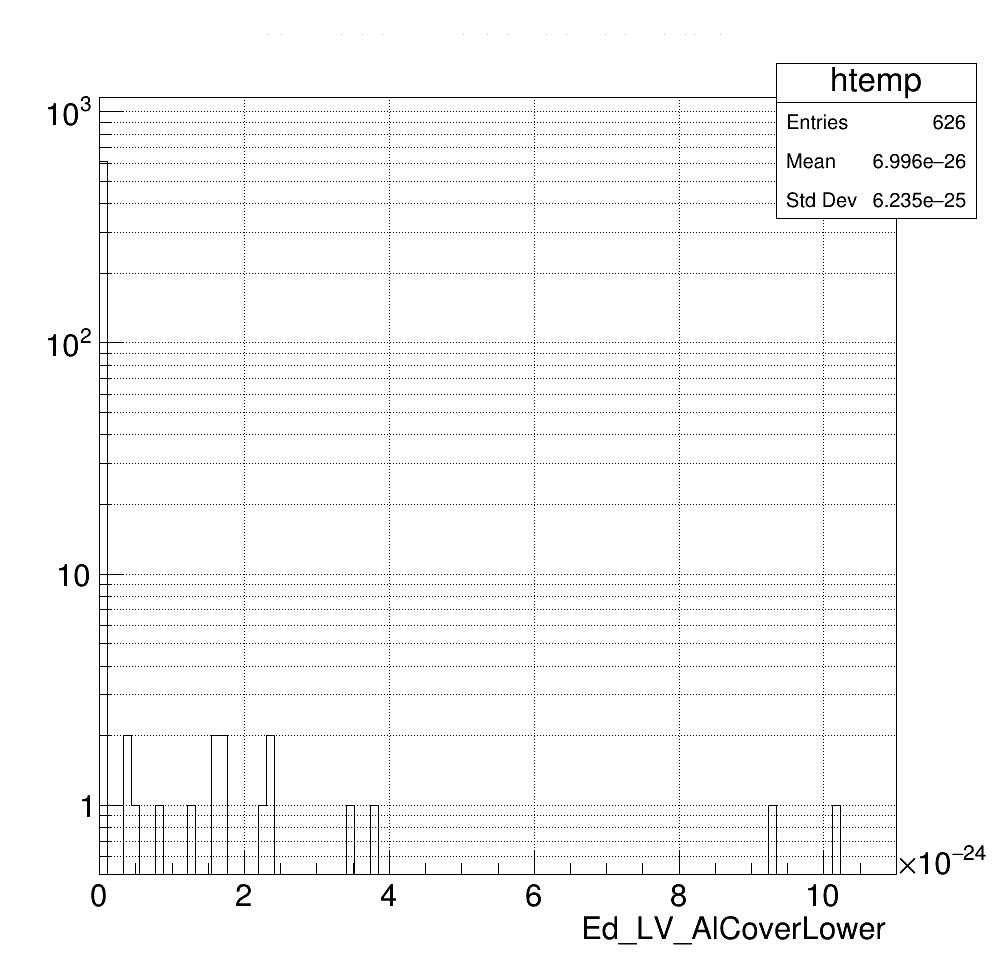 htemp
Entries 626
Mean 6.996e−26
Std Dev 6.235e−25
10³
10²
10
1
0 2 4 6 8 10
×10⁻²⁴
Ed_LV_AlCoverLower